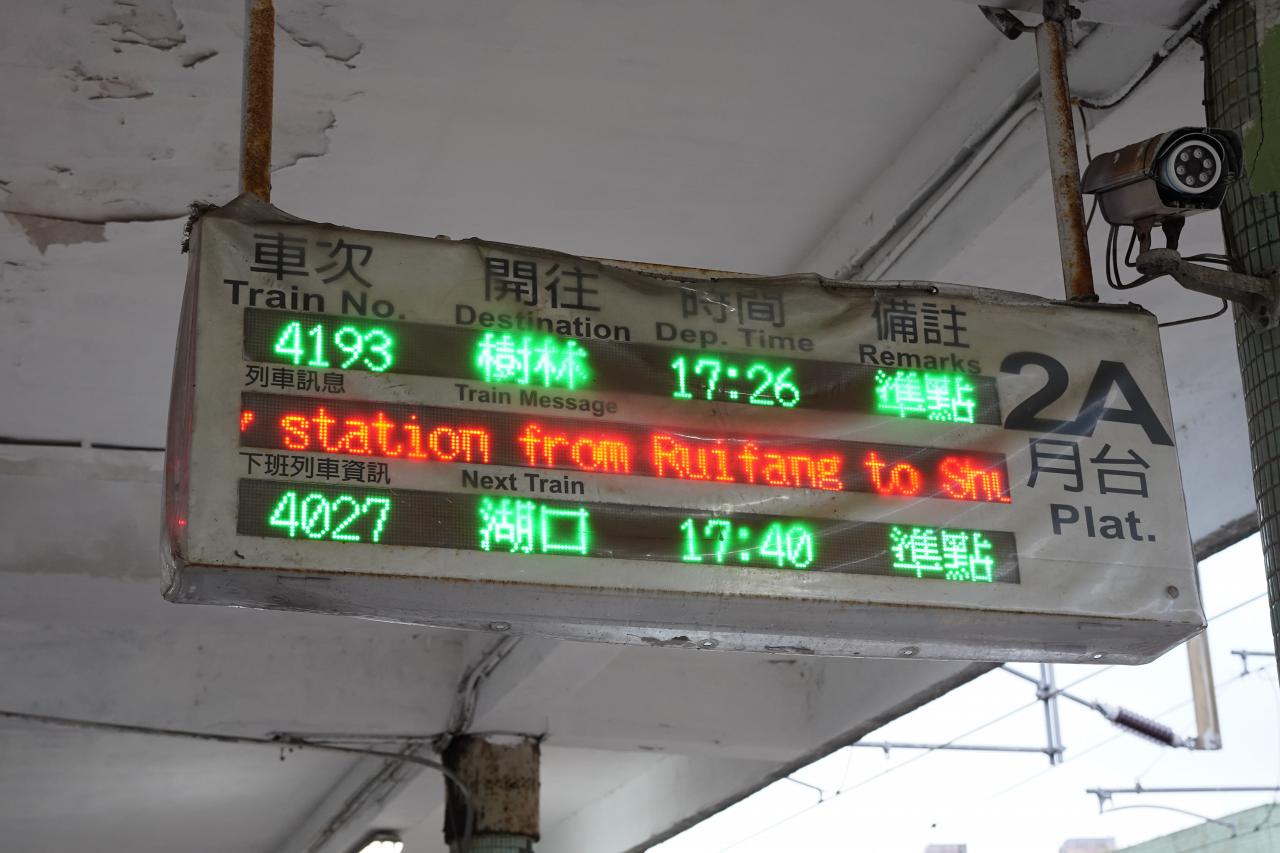 車次 開往 時間 備註
Train No. Destination Dep. Time Remarks
4193 樹林 17:26 準點
2A
列車訊息 Train Message
station from Ruifang to Shu
月台
下班列車資訊 Next Train
Plat.
4027 湖口 17:40 準點